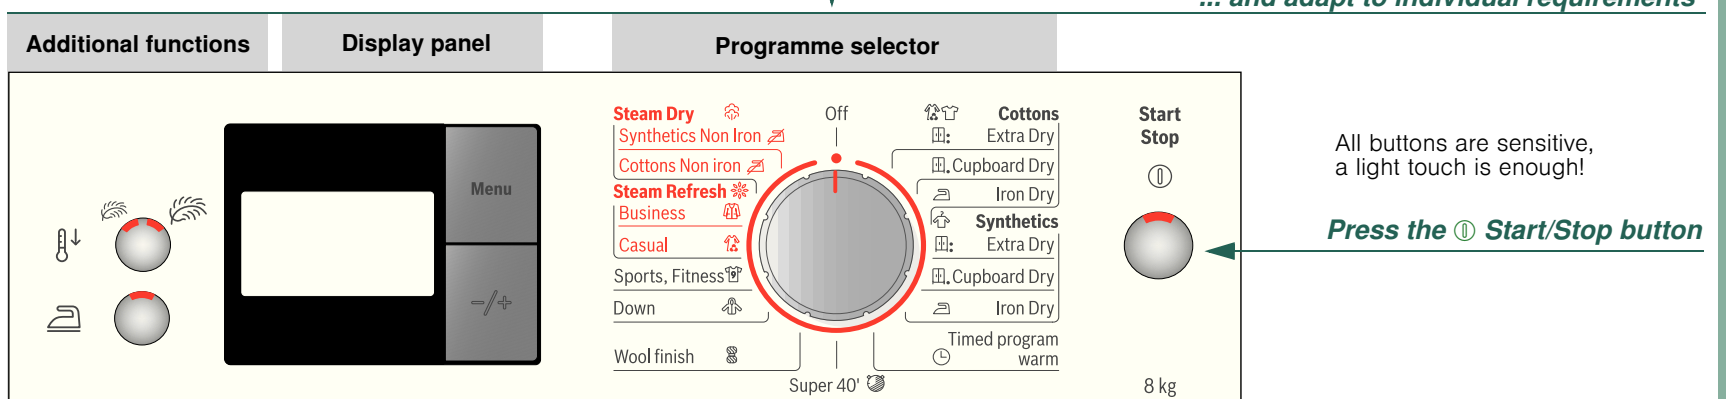 ... and adapt to individual requirements
Additional functions
Display panel
Programme selector
Steam Dry
Synthetics Non Iron
Cottons Non iron
Steam Refresh
Business
Casual
Sports, Fitness
Down
Wool finish
Off
Super 40'
Cottons
Extra Dry
Cupboard Dry
Iron Dry
Synthetics
Extra Dry
Cupboard Dry
Iron Dry
Timed program
warm
Menu
-/+
Start
Stop
8 kg
All buttons are sensitive,
a light touch is enough!
Press the Start/Stop button